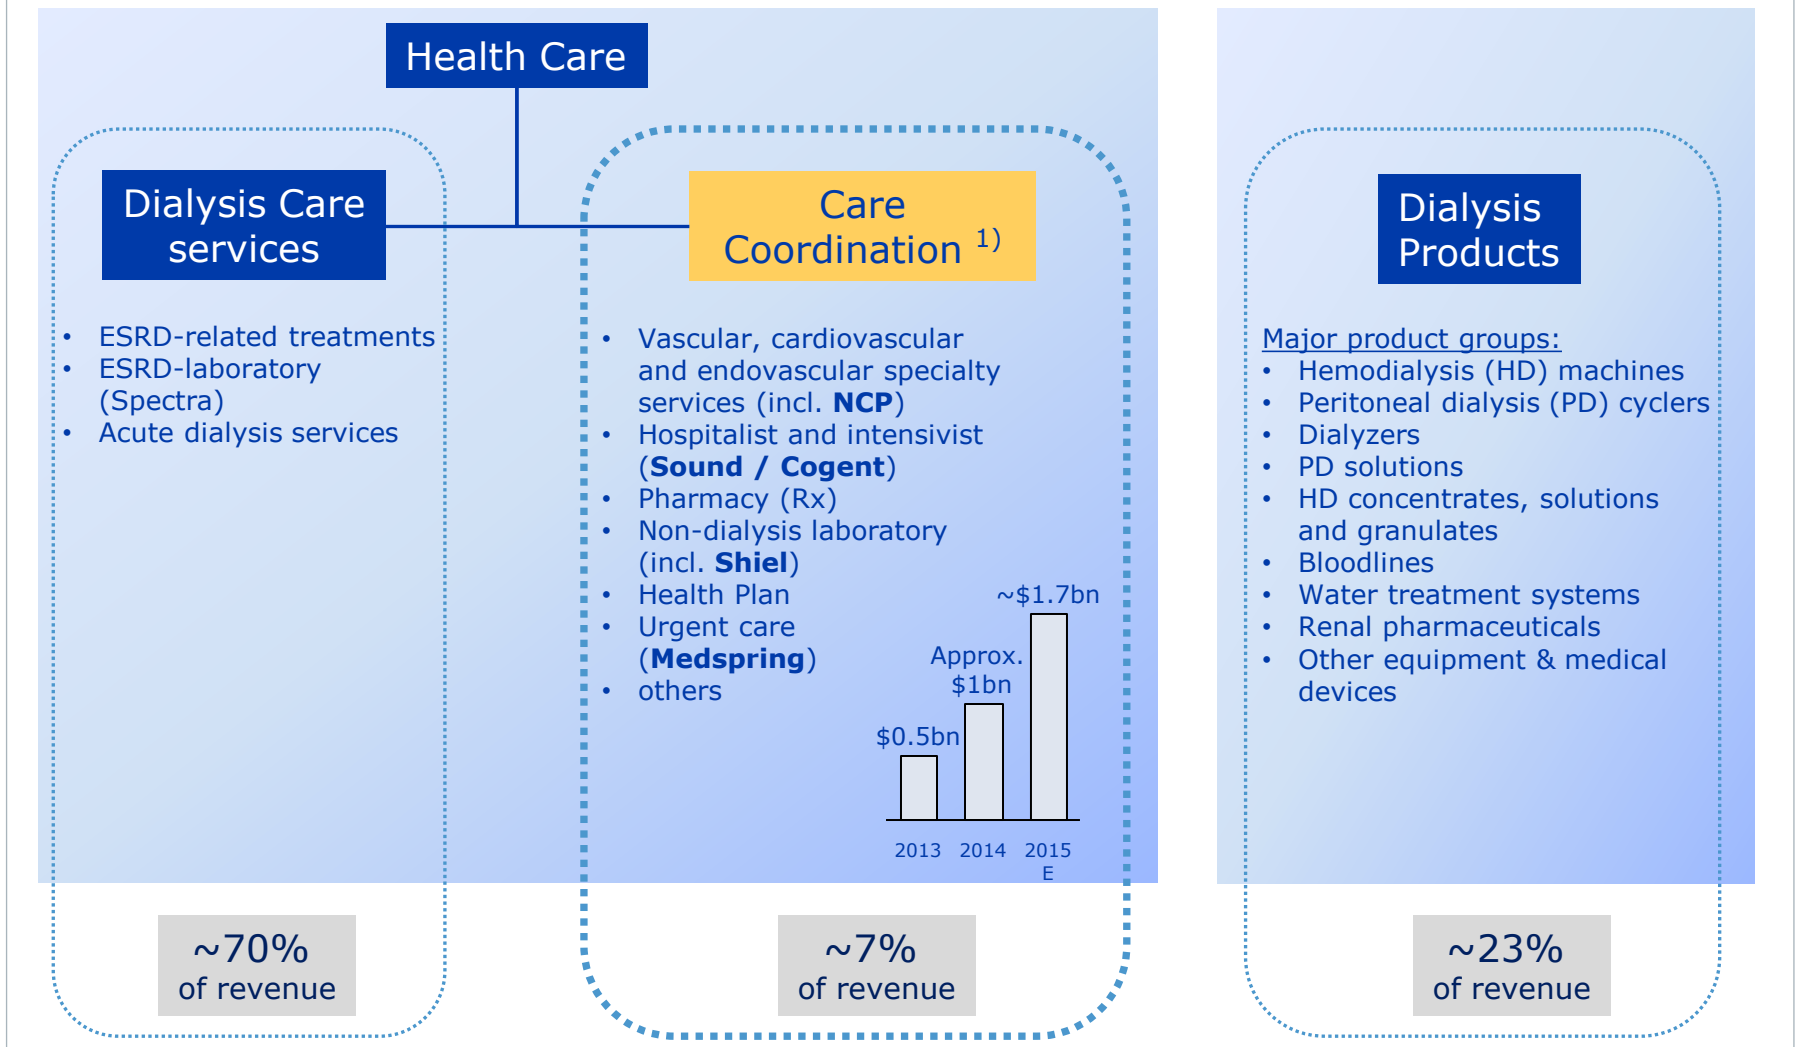 Health Care
Dialysis Care
services
• ESRD-related treatments
• ESRD-laboratory
(Spectra)
• Acute dialysis services
~70%
of revenue
Care
Coordination 1)
• Vascular, cardiovascular
and endovascular specialty
services (incl. NCP)
• Hospitalist and intensivist
(Sound / Cogent)
• Pharmacy (Rx)
• Non-dialysis laboratory
(incl. Shiel)
• Health Plan
• Urgent care
(Medspring)
• others
$0.5bn
Approx.
$1bn
~$1.7bn
2013 2014 2015
E
~7%
of revenue
Dialysis
Products
Major product groups:
• Hemodialysis (HD) machines
• Peritoneal dialysis (PD) cyclers
• Dialyzers
• PD solutions
• HD concentrates, solutions
and granulates
• Bloodlines
• Water treatment systems
• Renal pharmaceuticals
• Other equipment & medical
devices
~23%
of revenue